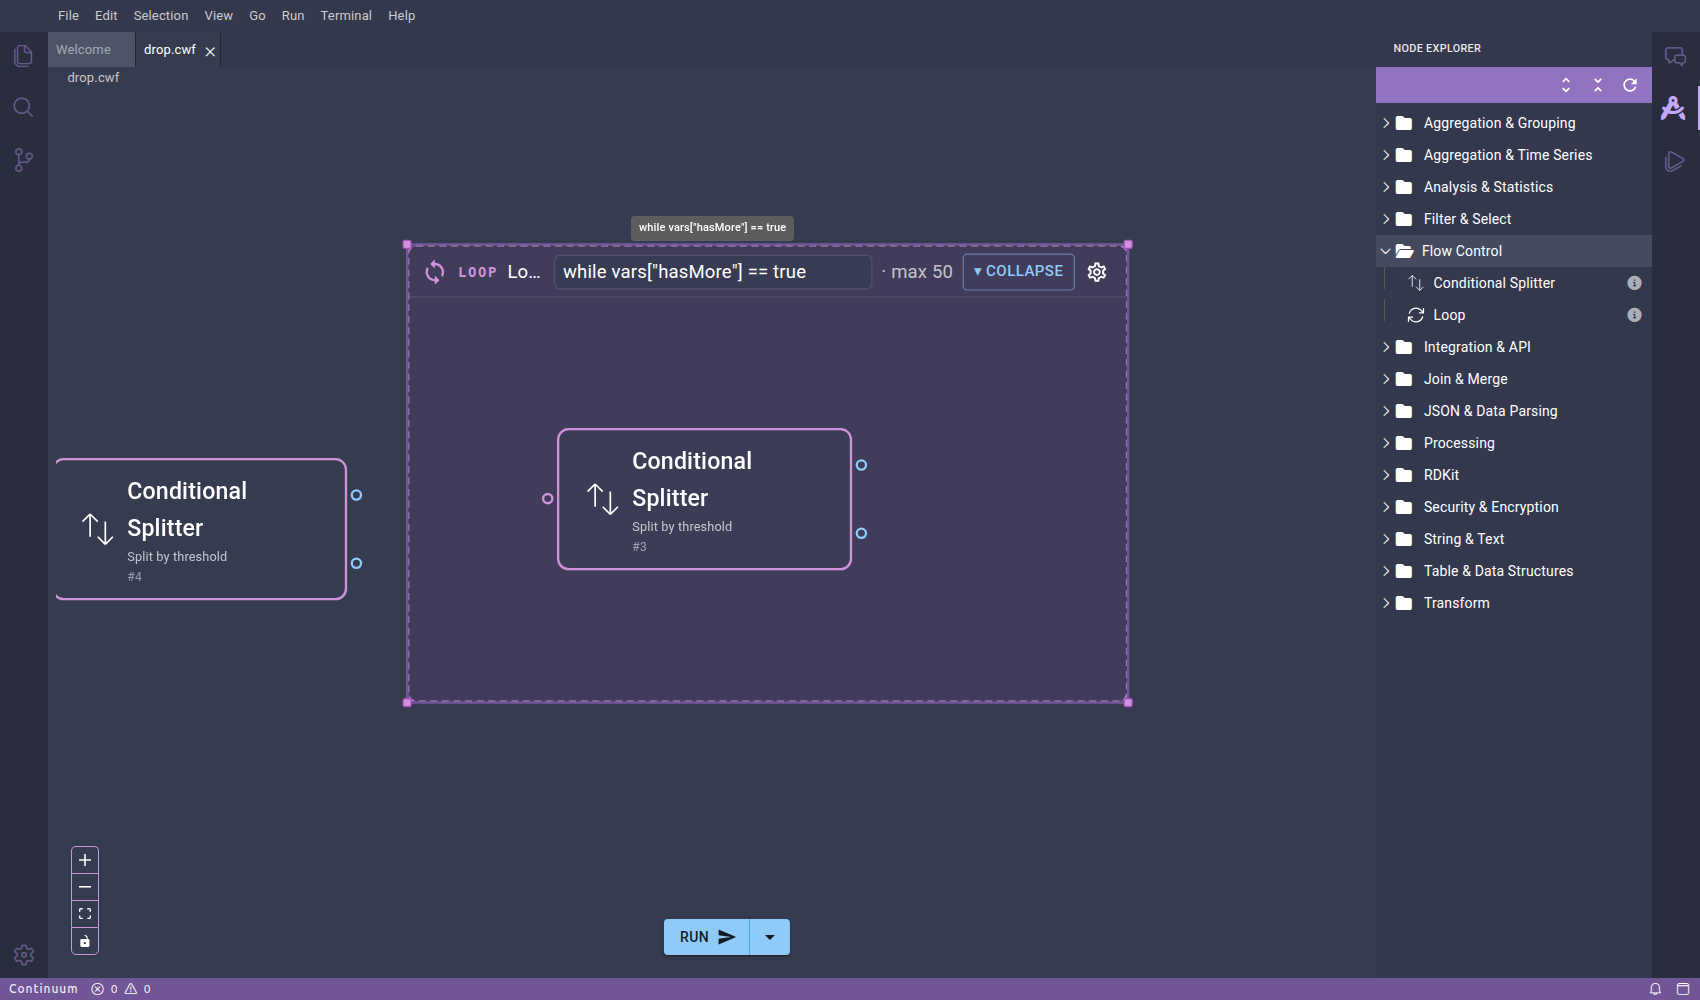 File Edit Selection View Go Run Terminal Help
Welcome drop.cwf
drop.cwf
while vars["hasMore"] == true
LOOP Lo... while vars["hasMore"] == true · max 50 ▾ COLLAPSE
Conditional
Splitter
Split by threshold
#4
Conditional
Splitter
Split by threshold
#3
RUN
NODE EXPLORER
Aggregation & Grouping
Aggregation & Time Series
Analysis & Statistics
Filter & Select
Flow Control
Conditional Splitter
Loop
Integration & API
Join & Merge
JSON & Data Parsing
Processing
RDKit
Security & Encryption
String & Text
Table & Data Structures
Transform
Continuum 0 0